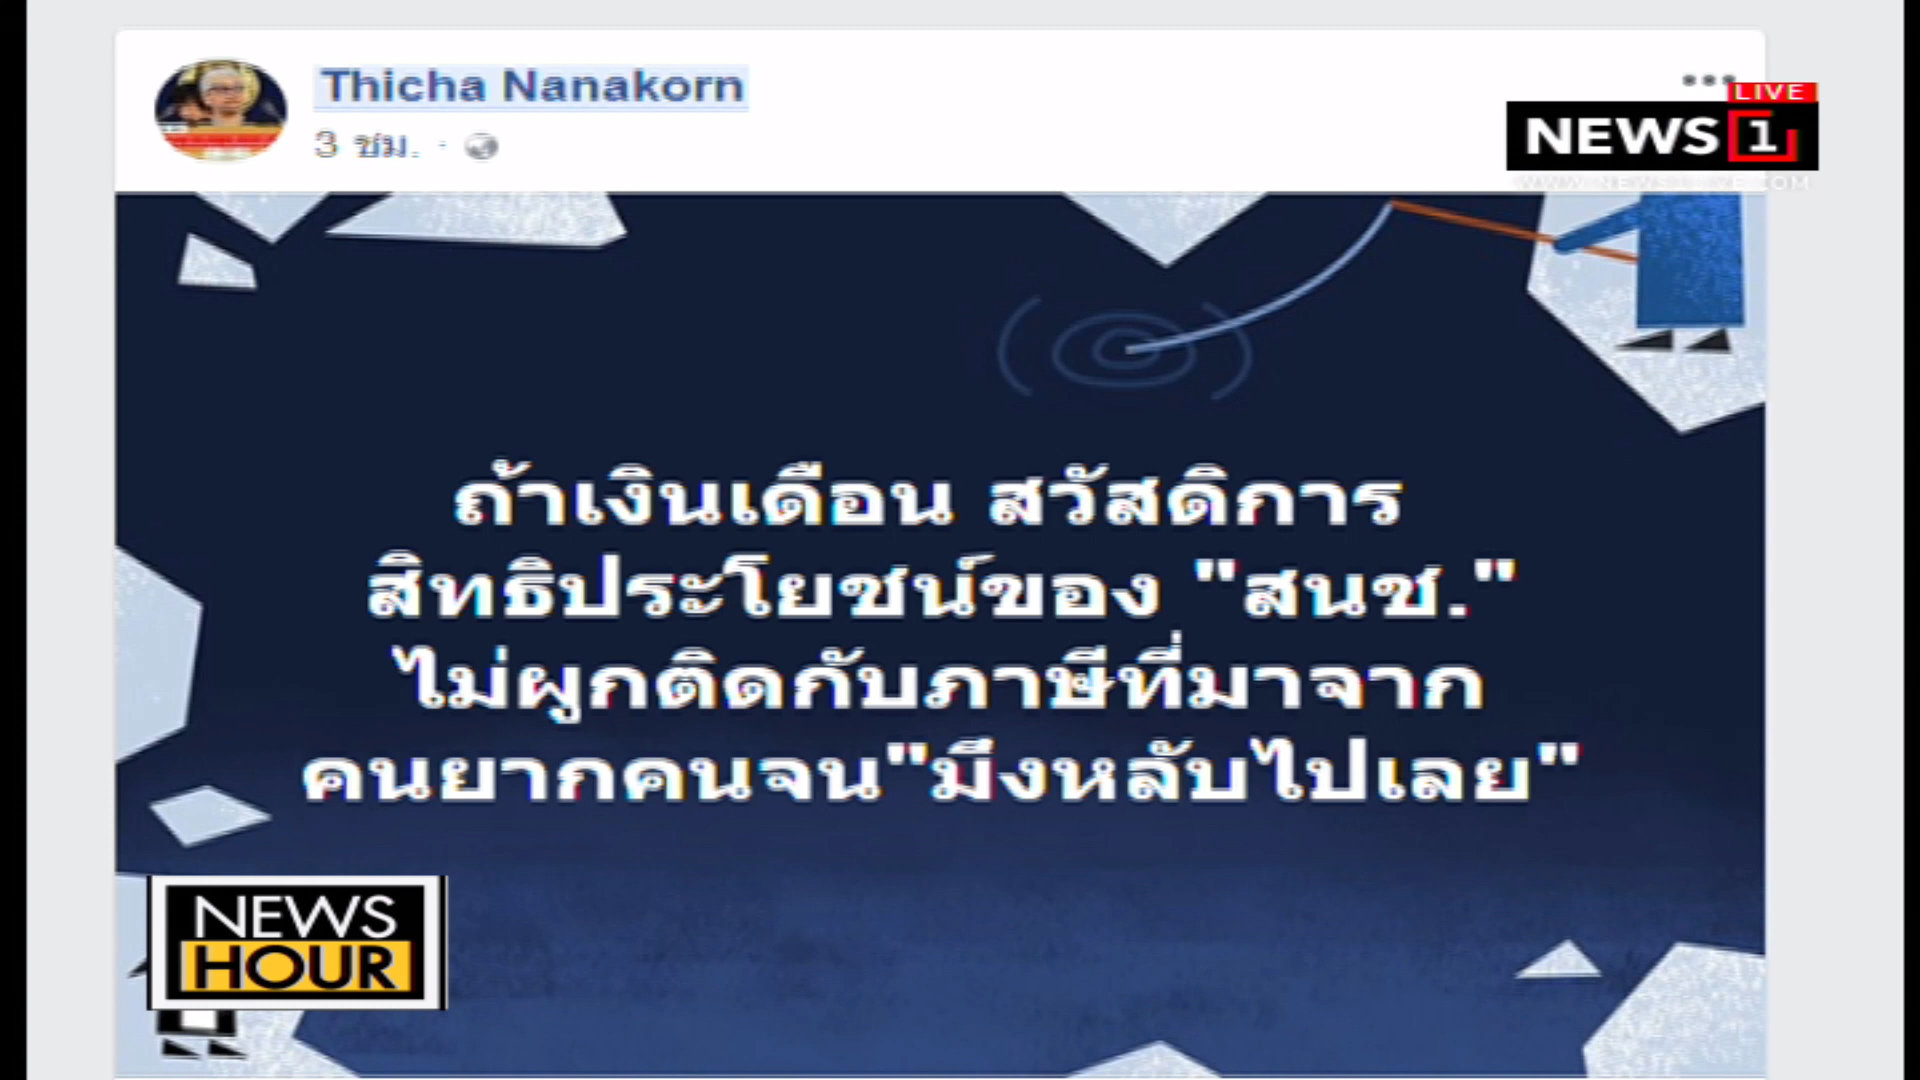 Thicha Nanakorn
3 ชม. ·
LIVE
NEWS 1
WWW.NEWS1LIVE.COM
ถ้าเงินเดือน สวัสดิการ
สิทธิประโยชน์ของ "สนช."
ไม่ผูกติดกับภาษีที่มาจาก
คนยากคนจน"มึงหลับไปเลย"
NEWS
HOUR